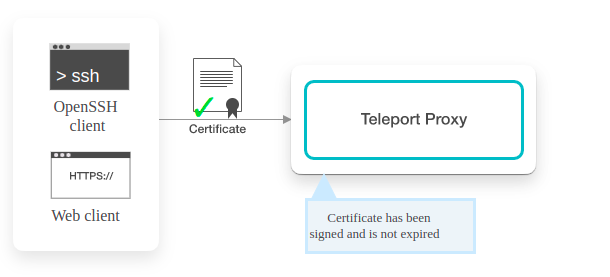 > ssh
OpenSSH
client
HTTPS://
Web client
Certificate
Teleport Proxy
Certificate has been
signed and is not expired